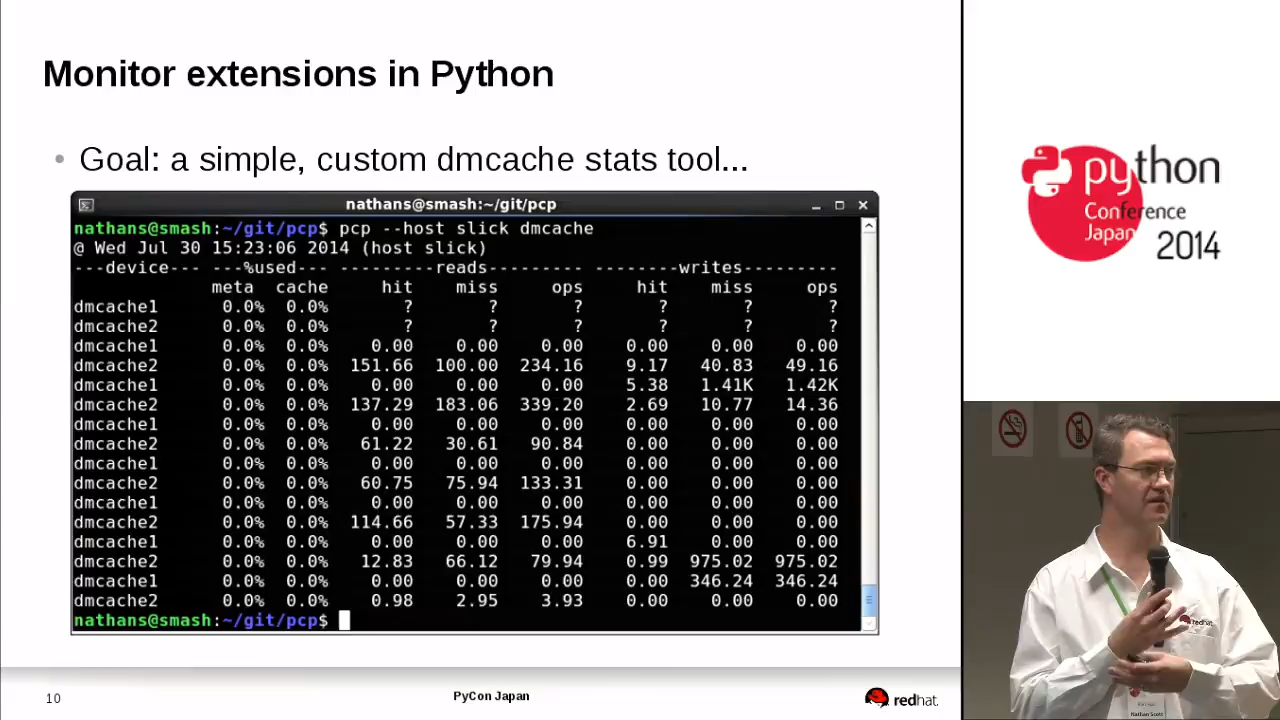 Monitor extensions in Python
• Goal: a simple, custom dmcache stats tool...
nathans@smash:~/git/pcp
nathans@smash:~/git/pcp$ pcp --host slick dmcache
@ Wed Jul 30 15:23:06 2014 (host slick)
---device--- ---%used--- ---------reads--------- --------writes---------
meta cache hit miss ops hit miss ops
dmcache1 0.0% 0.0% ? ? ? ? ? ?
dmcache2 0.0% 0.0% ? ? ? ? ? ?
dmcache1 0.0% 0.0% 0.00 0.00 0.00 0.00 0.00 0.00
dmcache2 0.0% 0.0% 151.66 100.00 234.16 9.17 40.83 49.16
dmcache1 0.0% 0.0% 0.00 0.00 0.00 5.38 1.41K 1.42K
dmcache2 0.0% 0.0% 137.29 183.06 339.20 2.69 10.77 14.36
dmcache1 0.0% 0.0% 0.00 0.00 0.00 0.00 0.00 0.00
dmcache2 0.0% 0.0% 61.22 30.61 90.84 0.00 0.00 0.00
dmcache1 0.0% 0.0% 0.00 0.00 0.00 0.00 0.00 0.00
dmcache2 0.0% 0.0% 60.75 75.94 133.31 0.00 0.00 0.00
dmcache1 0.0% 0.0% 0.00 0.00 0.00 0.00 0.00 0.00
dmcache2 0.0% 0.0% 114.66 57.33 175.94 0.00 0.00 0.00
dmcache1 0.0% 0.0% 0.00 0.00 0.00 6.91 0.00 0.00
dmcache2 0.0% 0.0% 12.83 66.12 79.94 0.99 975.02 975.02
dmcache1 0.0% 0.0% 0.00 0.00 0.00 0.00 346.24 346.24
dmcache2 0.0% 0.0% 0.98 2.95 3.93 0.00 0.00 0.00
nathans@smash:~/git/pcp$
10
PyCon Japan
redhat.
python
Conference
Japan
2014
redhat.
Nathan Scott